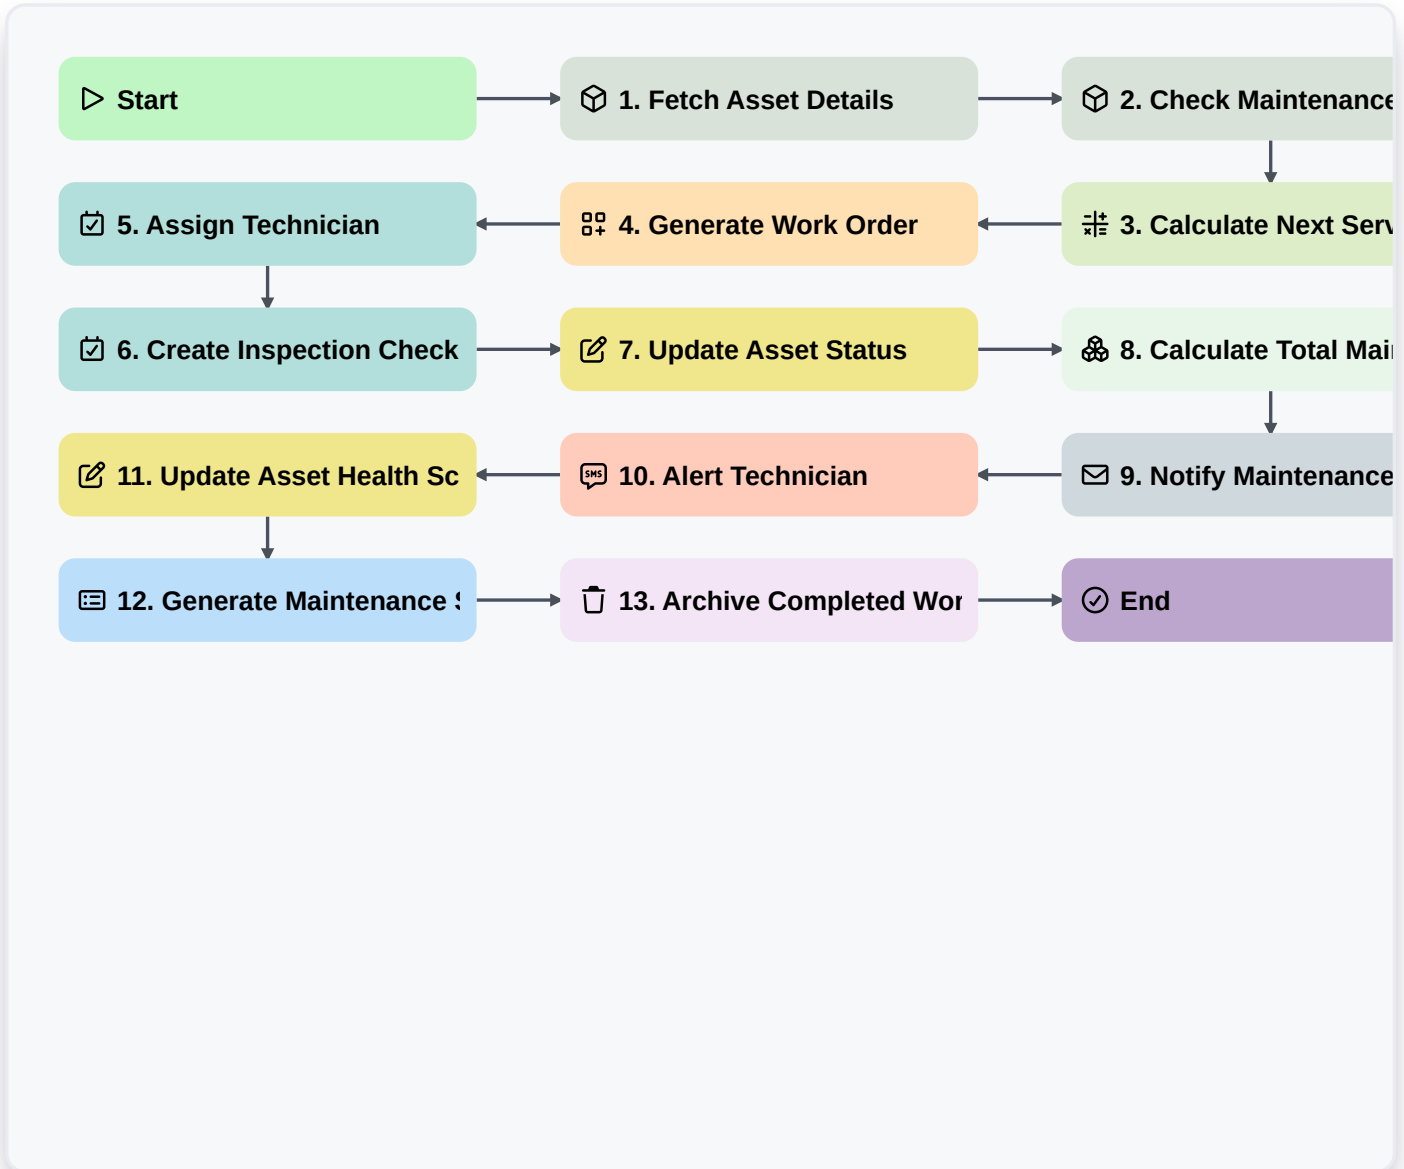 Start
1. Fetch Asset Details
2. Check Maintenance
5. Assign Technician
4. Generate Work Order
3. Calculate Next Serv
6. Create Inspection Check
7. Update Asset Status
8. Calculate Total Mai
11. Update Asset Health Sc
SMS
10. Alert Technician
9. Notify Maintenance
12. Generate Maintenance
13. Archive Completed Wor
End